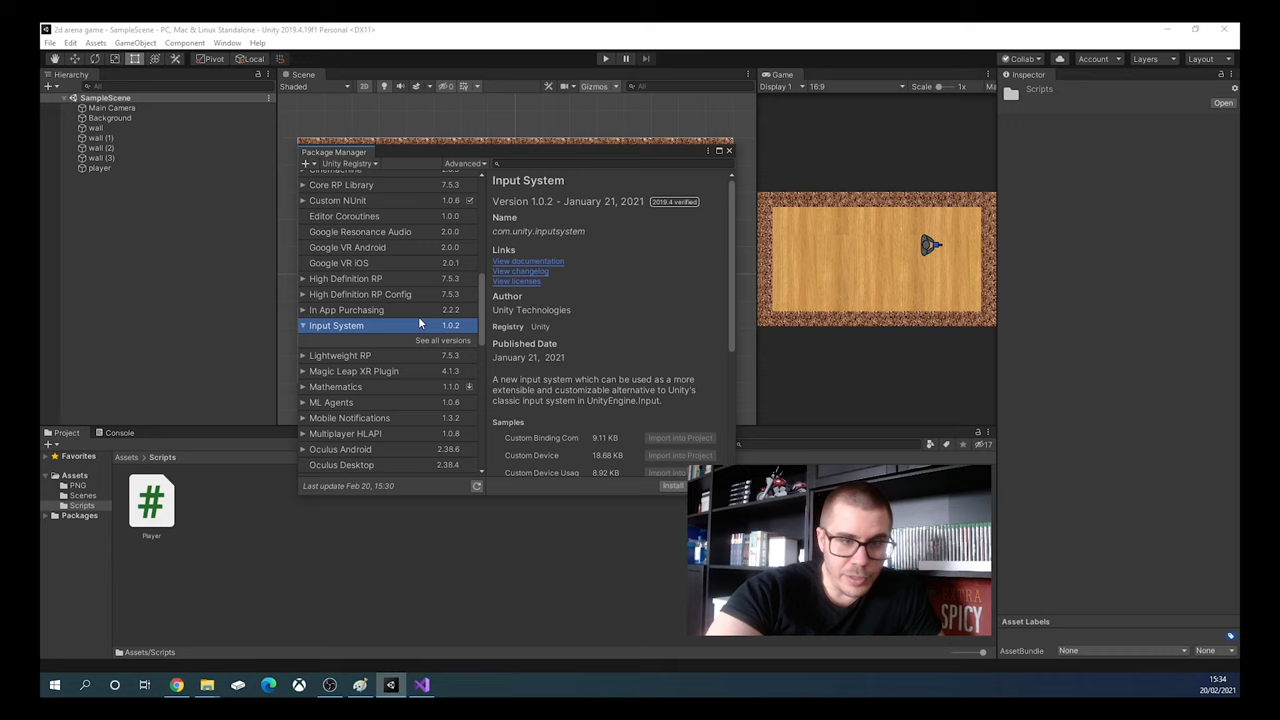 2d arena game - SampleScene - PC, Mac & Linux Standalone - Unity 2019.4.19f1 Personal <DX11>
File Edit Assets GameObject Component Window Help
Pivot Local Collab Account Layers Layout
Hierarchy
All
SampleScene
Main Camera
Background
wall
wall (1)
wall (2)
wall (3)
player
Scene
Shaded 2D Gizmos All
Game
Display 1 16:9 Scale 1x Ma
Inspector
Scripts
Open
Package Manager
Unity Registry Advanced
Core RP Library 7.5.3
Custom NUnit 1.0.6
Editor Coroutines 1.0.0
Google Resonance Audio 2.0.0
Google VR Android 2.0.0
Google VR iOS 2.0.1
High Definition RP 7.5.3
High Definition RP Config 7.5.3
In App Purchasing 2.2.2
Input System 1.0.2
See all versions
Lightweight RP 7.5.3
Magic Leap XR Plugin 4.1.3
Mathematics 1.1.0
ML Agents 1.0.6
Mobile Notifications 1.3.2
Multiplayer HLAPI 1.0.8
Oculus Android 2.38.6
Oculus Desktop 2.38.4
Last update Feb 20, 15:30
Input System
Version 1.0.2 - January 21, 2021 2019.4 verified
Name
com.unity.inputsystem
Links
View documentation
View changelog
View licenses
Author
Unity Technologies
Registry Unity
Published Date
January 21, 2021
A new input system which can be used as a more
extensible and customizable alternative to Unity's
classic input system in UnityEngine.Input.
Samples
Custom Binding Com 9.11 KB Import into Project
Custom Device 18.68 KB Import into Project
Custom Device Usag 8.92 KB Import into
Install
Project Console
17
Favorites
Assets
PNG
Scenes
Scripts
Packages
Assets Scripts
Player
Assets/Scripts
SPICY
Asset Labels
AssetBundle None None
15:34
20/02/2021